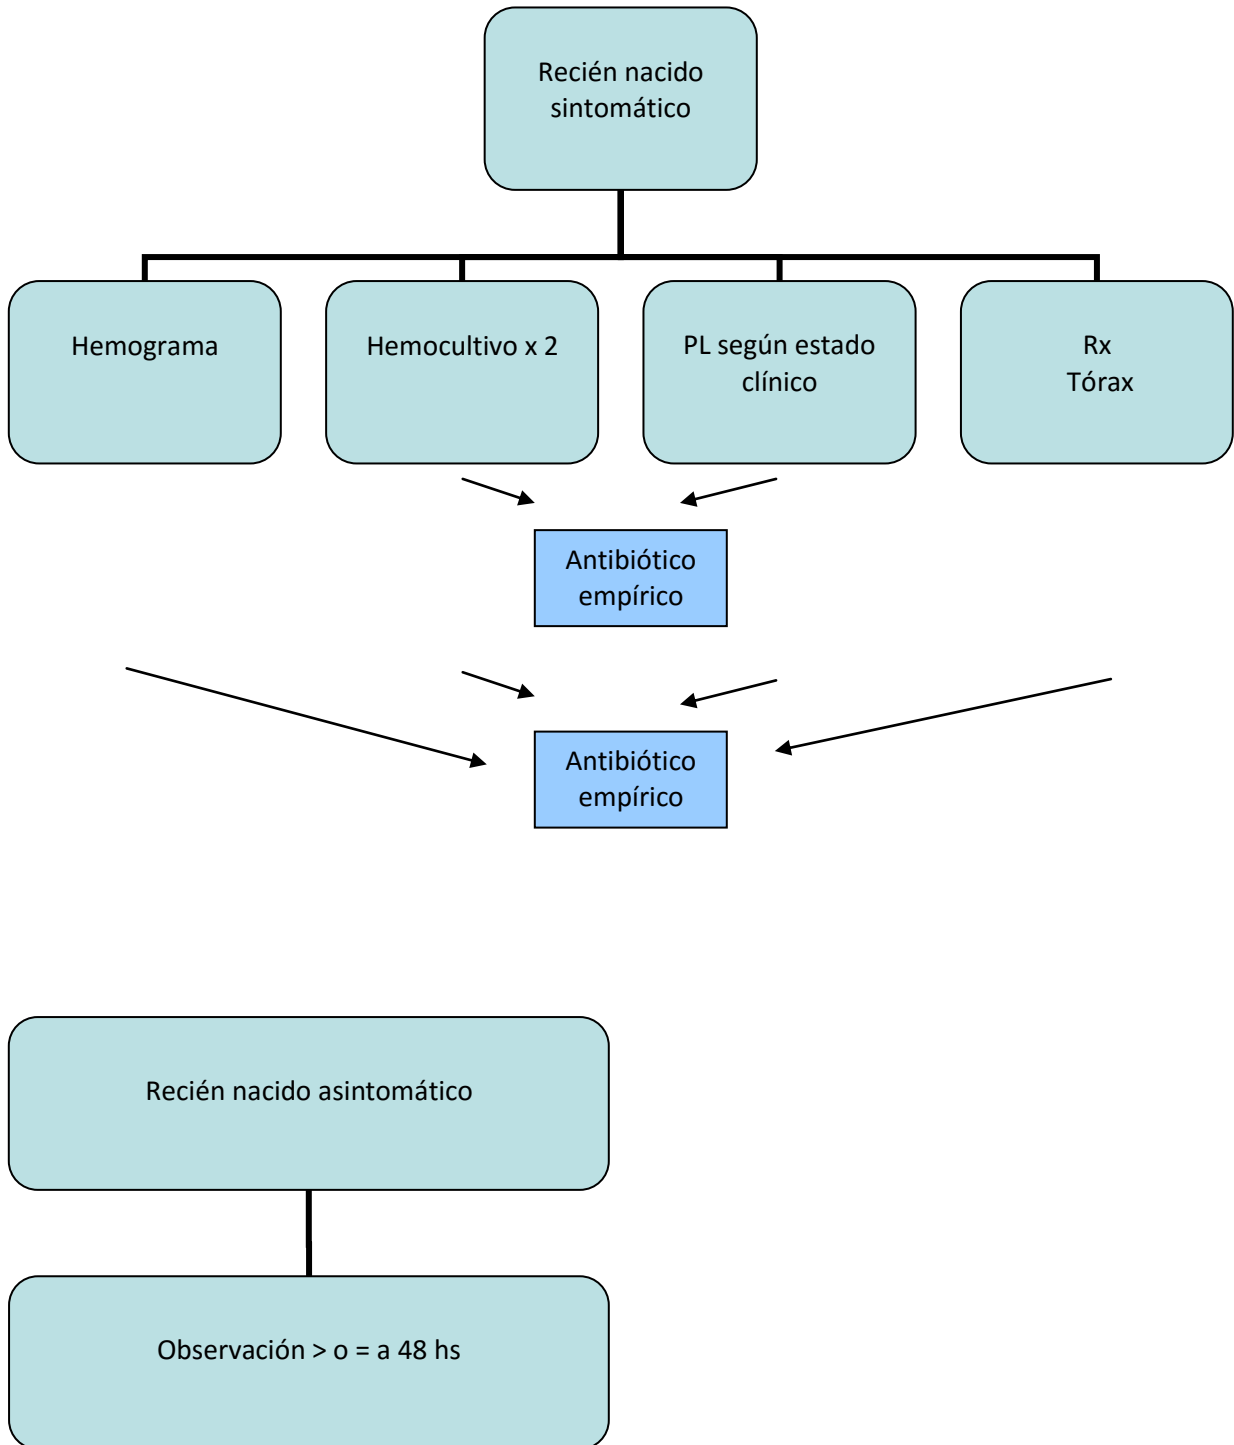 Recién nacido
sintomático
Hemograma
Hemocultivo x 2
PL según estado
clínico
Rx
Tórax
Antibiótico
empírico
Antibiótico
empírico
Recién nacido asintomático
Observación > o = a 48 hs